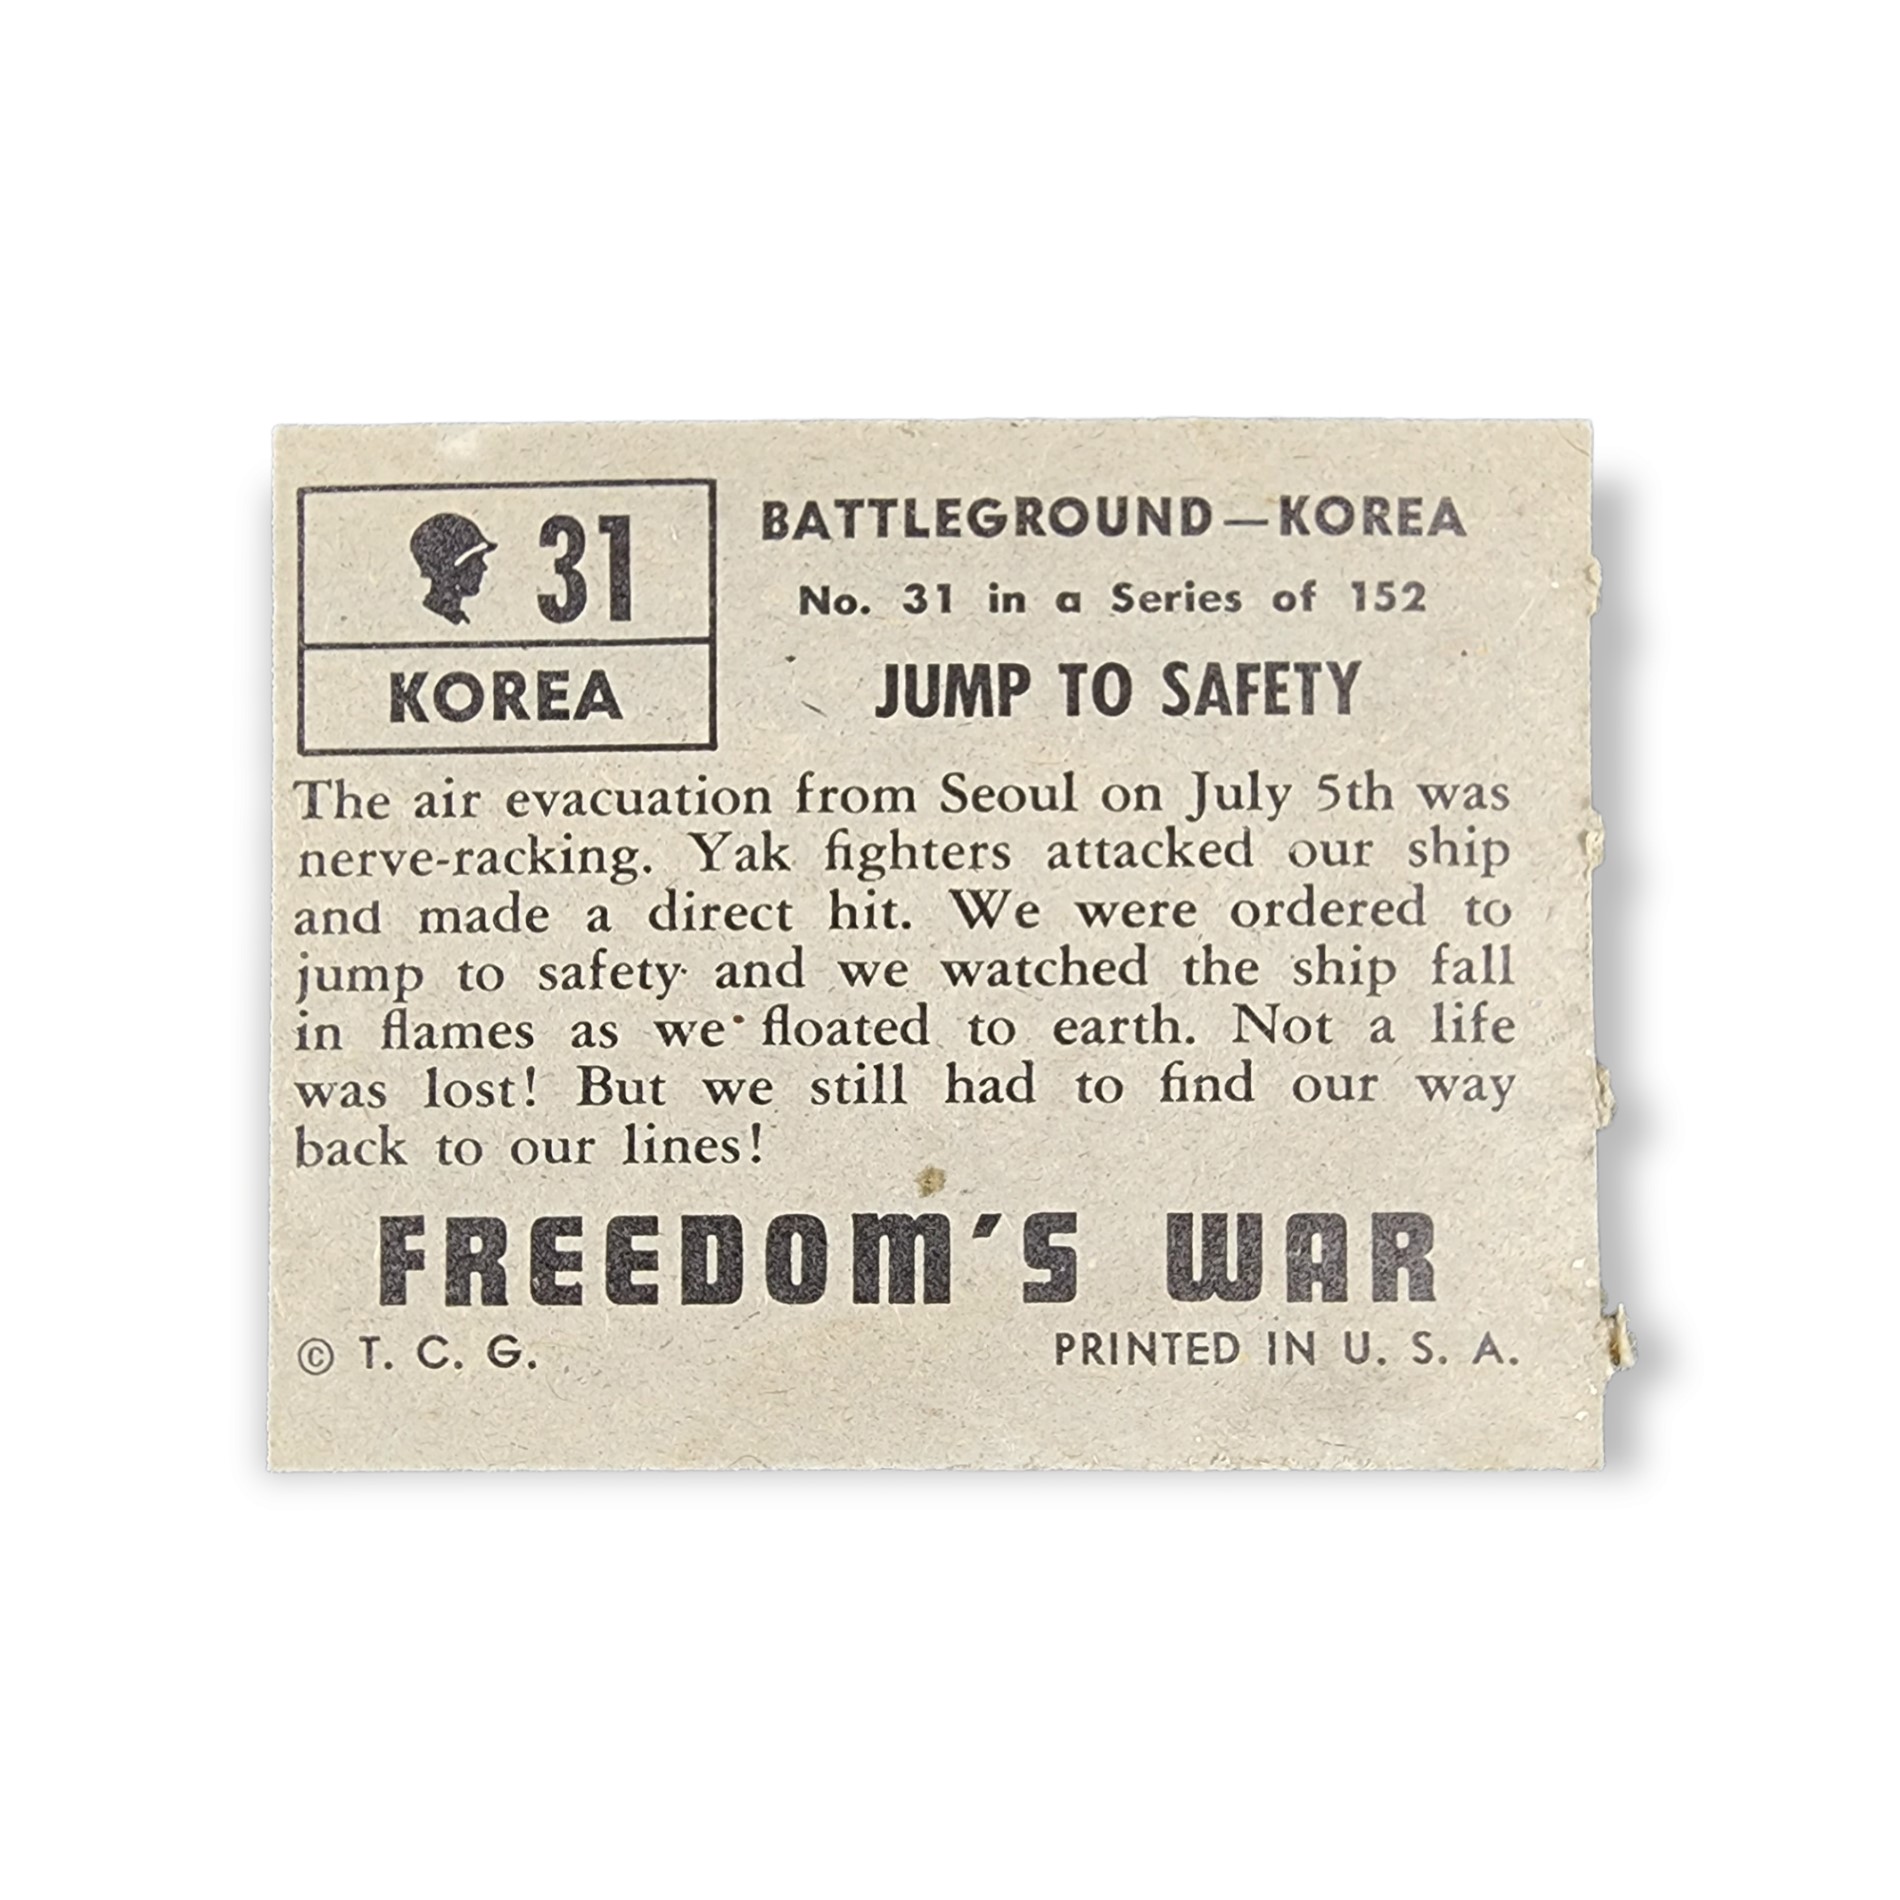 31
KOREA
BATTLEGROUND—KOREA
No. 31 in a Series of 152
JUMP TO SAFETY
The air evacuation from Seoul on July 5th was
nerve-racking. Yak fighters attacked our ship
and made a direct hit. We were ordered to
jump to safety and we watched the ship fall
in flames as we floated to earth. Not a life
was lost! But we still had to find our way
back to our lines!
FREEDOM'S WAR
© T. C. G.
PRINTED IN U. S. A.